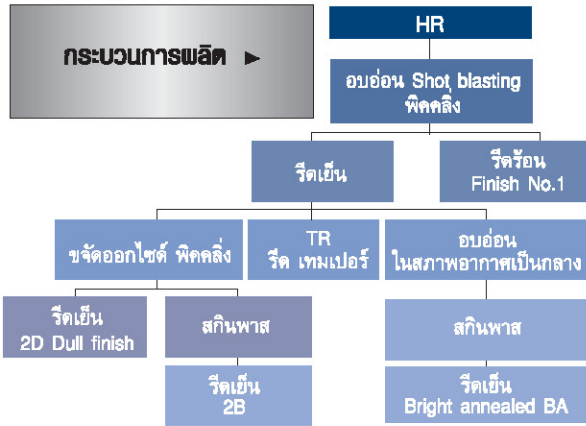 กระบวนการผลิต ►
HR
อบอ่อน Shot blasting
พิคคลิ่ง
รีดเย็น
รีดร้อน
Finish No.1
ขจัดออกไซด์ พิคคลิ่ง
TR
รีด เทมเปอร์
อบอ่อน
ในสภาพอากาศเป็นกลาง
รีดเย็น
2D Dull finish
สกินพาส
สกินพาส
รีดเย็น
2B
รีดเย็น
Bright annealed BA